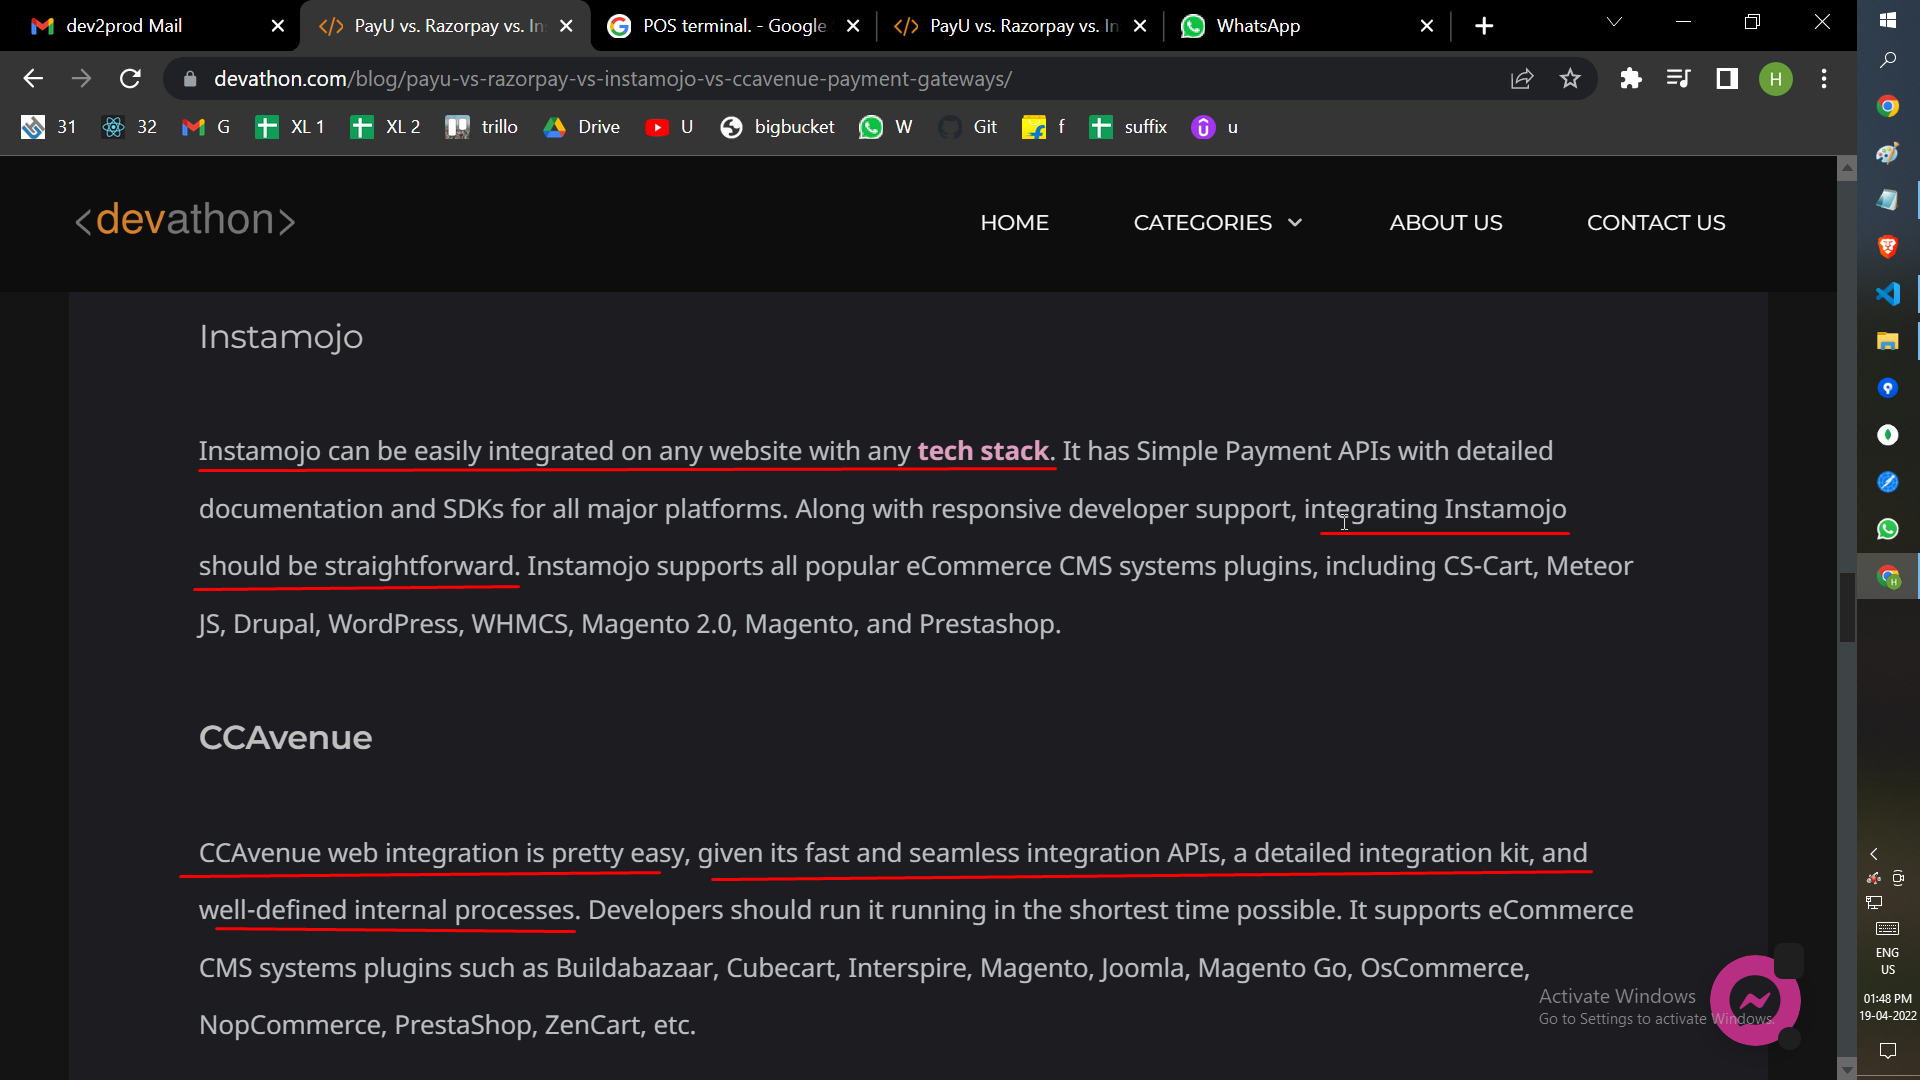 dev2prod Mail
PayU vs. Razorpay vs. In
POS terminal. - Google
PayU vs. Razorpay vs. In
WhatsApp
devathon.com/blog/payu-vs-razorpay-vs-instamojo-vs-ccavenue-payment-gateways/
H
31
32
G
XL 1
XL 2
trillo
Drive
U
bigbucket
W
Git
f
suffix
u
<devathon>
HOME
CATEGORIES
ABOUT US
CONTACT US
Instamojo
Instamojo can be easily integrated on any website with any tech stack. It has Simple Payment APIs with detailed
documentation and SDKs for all major platforms. Along with responsive developer support, integrating Instamojo
should be straightforward. Instamojo supports all popular eCommerce CMS systems plugins, including CS-Cart, Meteor
JS, Drupal, WordPress, WHMCS, Magento 2.0, Magento, and Prestashop.
CCAvenue
CCAvenue web integration is pretty easy, given its fast and seamless integration APIs, a detailed integration kit, and
well-defined internal processes. Developers should run it running in the shortest time possible. It supports eCommerce
CMS systems plugins such as Buildabazaar, Cubecart, Interspire, Magento, Joomla, Magento Go, OsCommerce,
NopCommerce, PrestaShop, ZenCart, etc.
Activate Windows
Go to Settings to activate Windows.
ENG
US
01:48 PM
19-04-2022